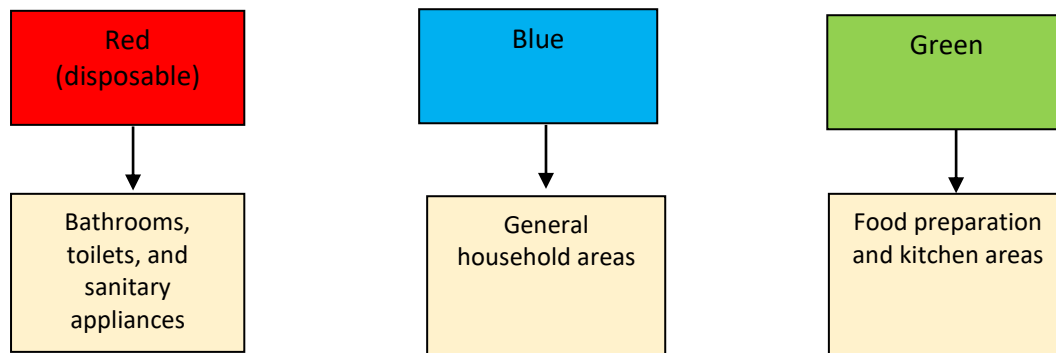 Red
(disposable)
Blue
Green
Bathrooms,
toilets, and
sanitary
appliances
General
household areas
Food preparation
and kitchen areas